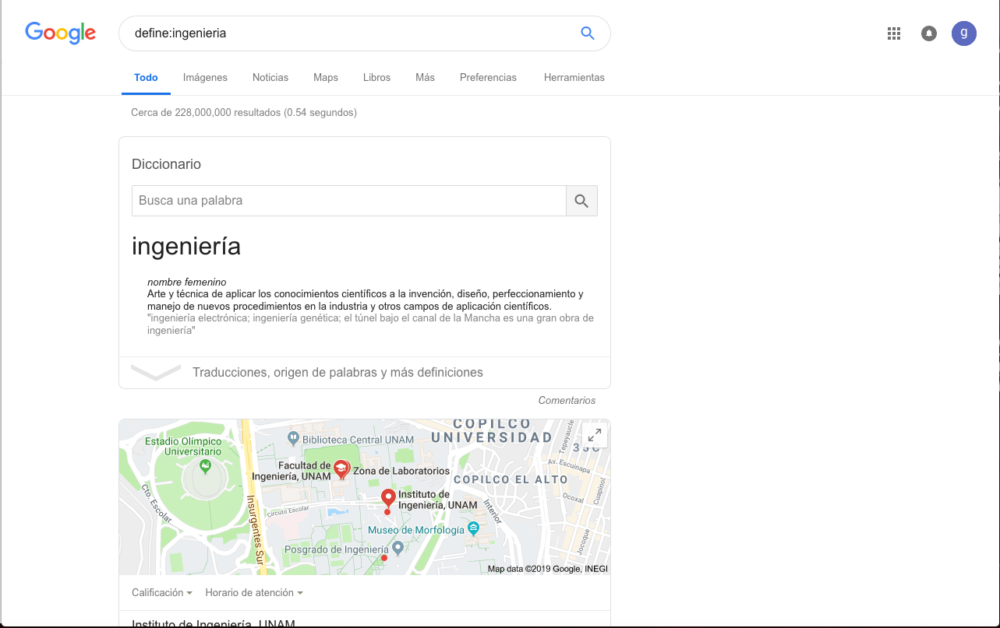 Google
define:ingenieria
g
Todo Imágenes Noticias Maps Libros Más Preferencias Herramientas
Cerca de 228,000,000 resultados (0.54 segundos)
Diccionario
Busca una palabra
ingeniería
nombre femenino
Arte y técnica de aplicar los conocimientos científicos a la invención, diseño, perfeccionamiento y
manejo de nuevos procedimientos en la industria y otros campos de aplicación científicos.
"ingeniería electrónica; ingeniería genética; el túnel bajo el canal de la Mancha es una gran obra de
ingeniería"
Traducciones, origen de palabras y más definiciones
Comentarios
COPILCO
UNIVERSIDAD
Estadio Olímpico
Universitario
Biblioteca Central UNAM
Tepeyaucle
35C
Facultad de
Ingeniería, UNAM
Zona de Laboratorios
Av. Escuinapa
COPILCO EL ALTO
Cto. Escolar
Insurgentes Sur
Circuito Escolar
Instituto de
Ingeniería, UNAM
Interior
Ocoxal
Cuapinol
Museo de Morfología
Jocoque
Posgrado de Ingeniería
Map data ©2019 Google, INEGI
Calificación Horario de atención
Instituto de Ingeniería, UNAM